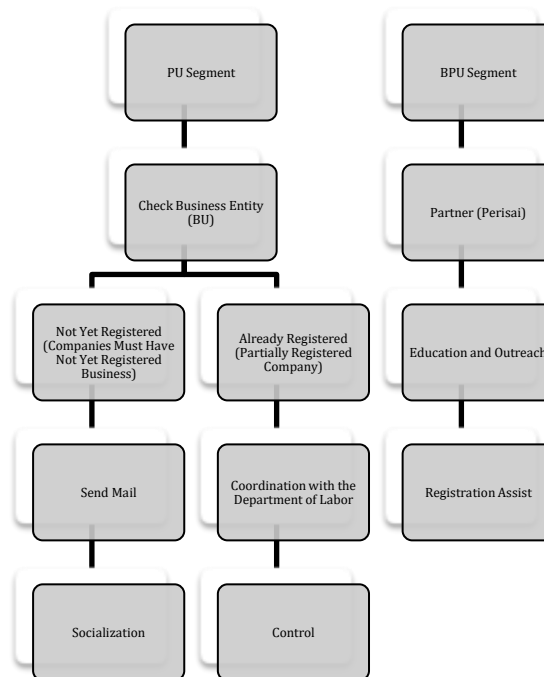 PU Segment
BPU Segment
Check Business Entity
(BU)
Partner (Perisai)
Not Yet Registered
(Companies Must Have
Not Yet Registered
Business)
Already Registered
(Partially Registered
Company)
Education and Outreach
Send Mail
Coordination with the
Department of Labor
Registration Assist
Socialization
Control